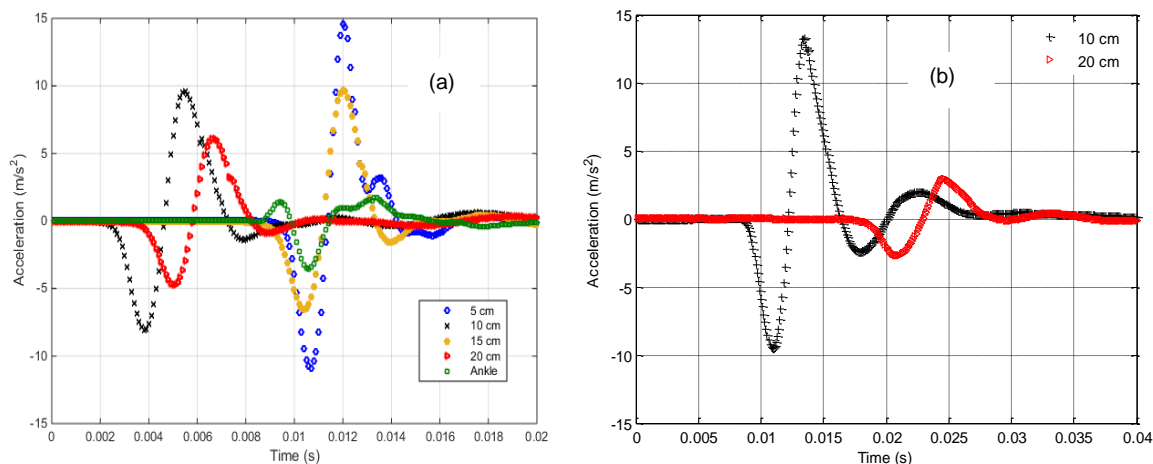 (a)
Acceleration (m/s²)
15
10
5
0
-5
-10
-15
0 0.002 0.004 0.006 0.008 0.01 0.012 0.014 0.016 0.018 0.02
Time (s)
5 cm
10 cm
15 cm
20 cm
Ankle
(b)
Acceleration (m/s²)
15
10
5
0
-5
-10
-15
0 0.005 0.01 0.015 0.02 0.025 0.03 0.035 0.04
Time (s)
10 cm
20 cm